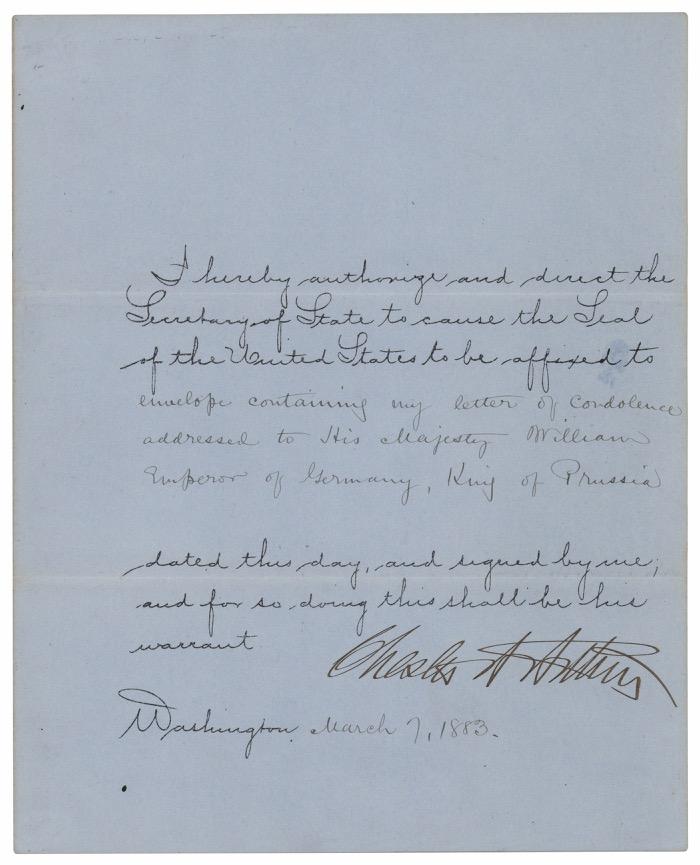 I hereby authorize and direct the
Secretary of State to cause the Seal
of the United States to be affixed to
envelope containing my letter of condolence
addressed to His Majesty William
Emperor of Germany, King of Prussia
dated this day, and signed by me;
and for so doing this shall be his
warrant
Chester A Arthur
Washington, March 7, 1883.